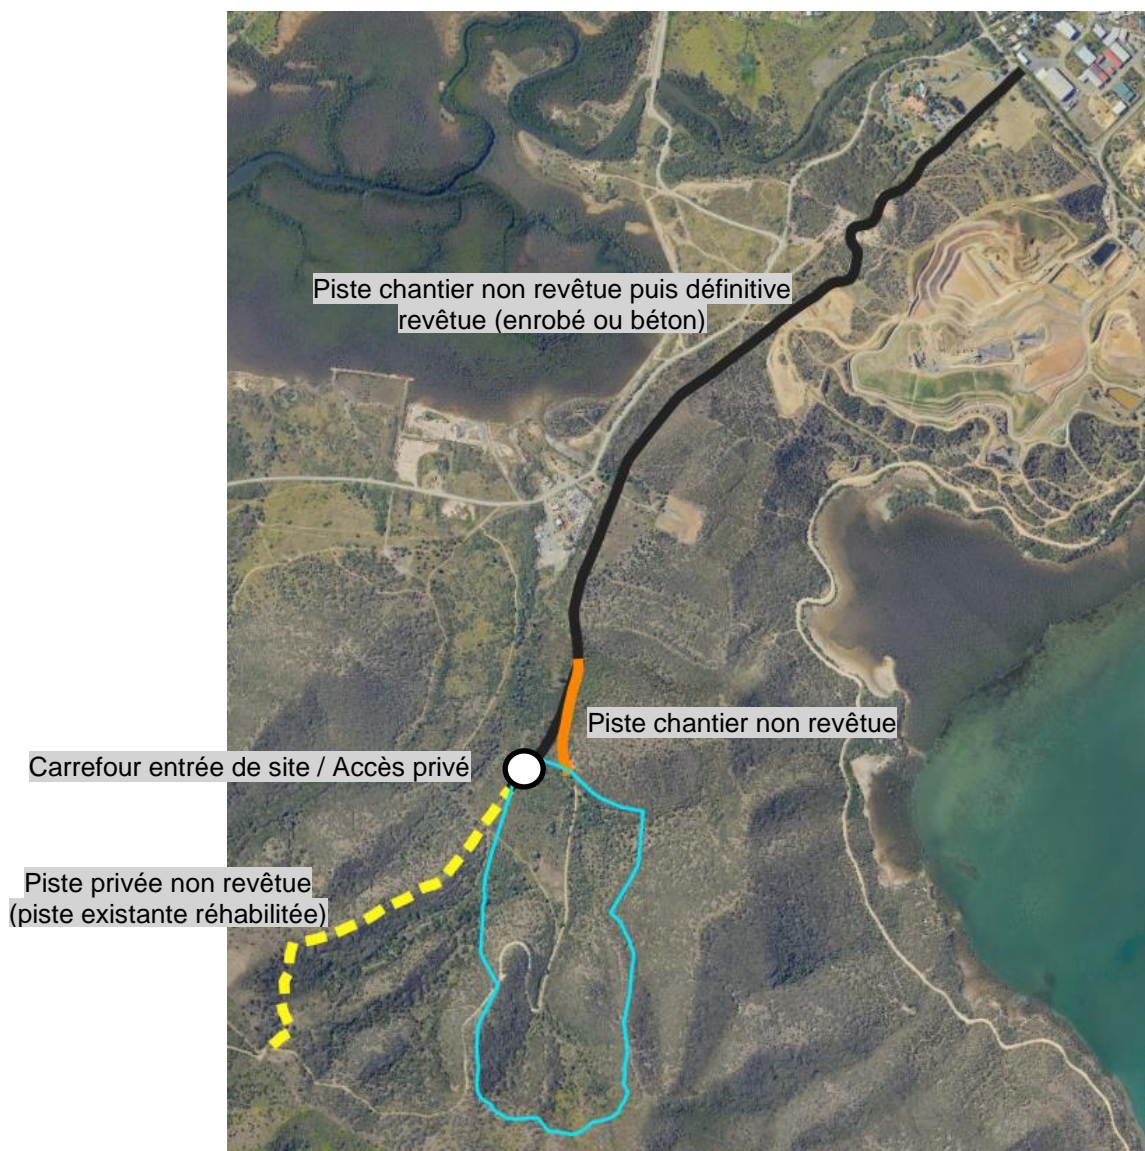 Piste chantier non revêtue puis définitive
revêtue (enrobé ou béton)
Piste chantier non revêtue
Carrefour entrée de site / Accès privé
Piste privée non revêtue
(piste existante réhabilitée)